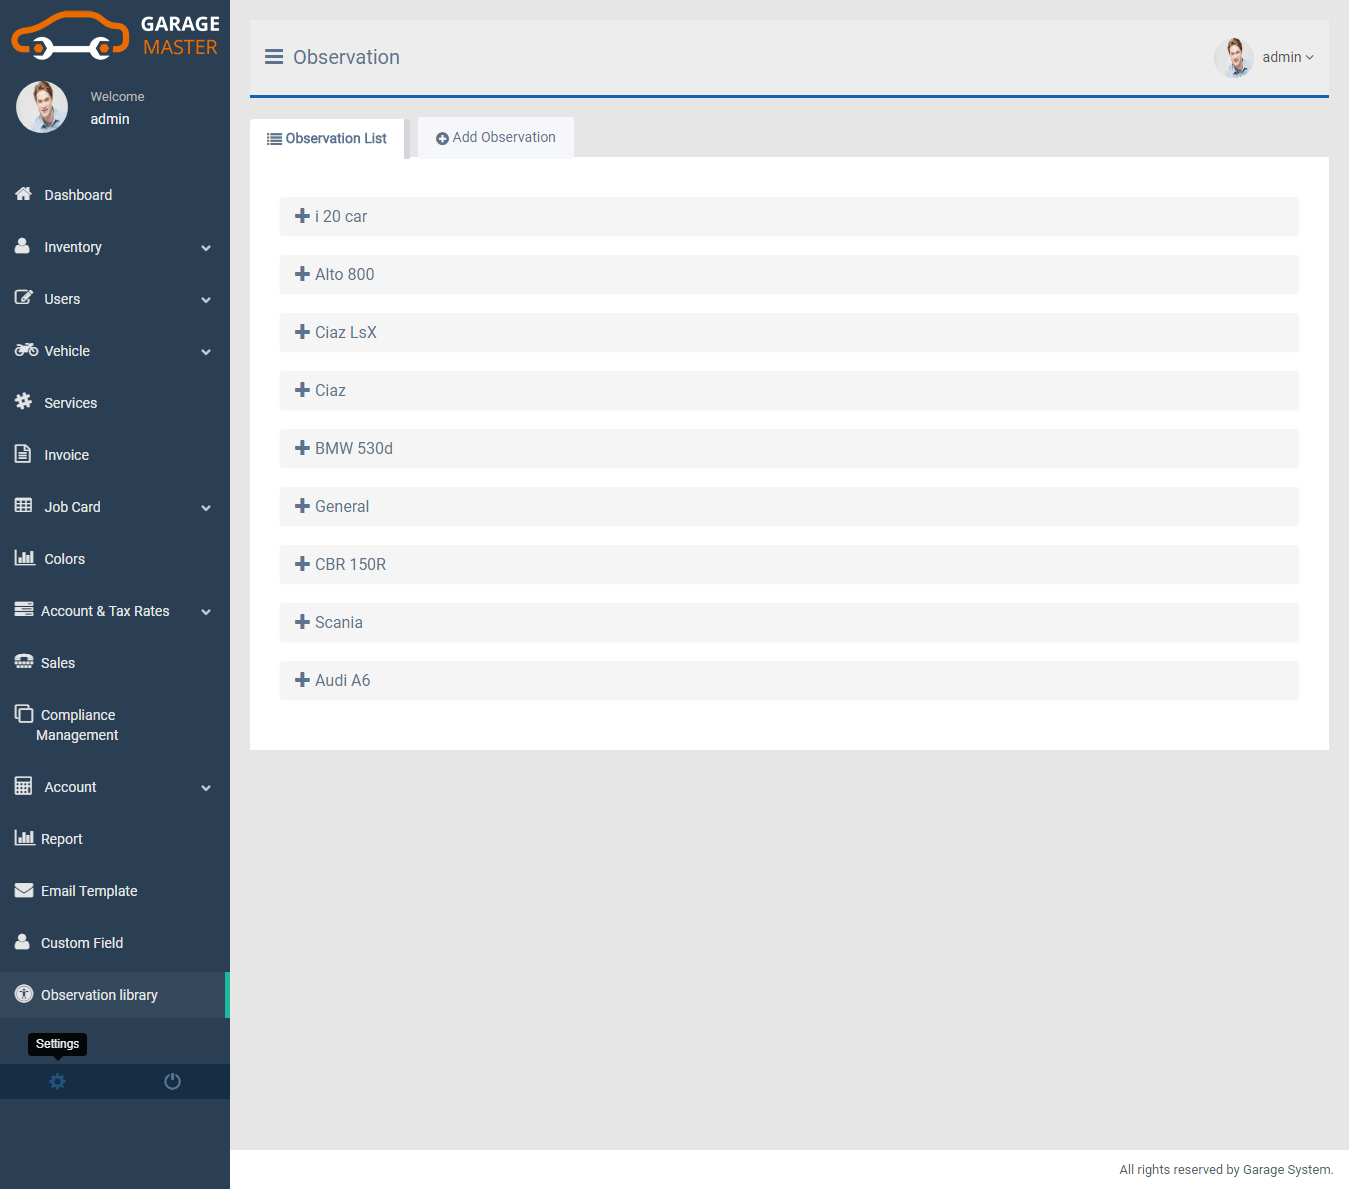 GARAGE
MASTER
Welcome
admin
Dashboard
Inventory
Users
Vehicle
Services
Invoice
Job Card
Colors
Account & Tax Rates
Sales
Compliance
Management
Account
Report
Email Template
Custom Field
Observation library
Settings
Observation
admin
Observation List
Add Observation
i 20 car
Alto 800
Ciaz LsX
Ciaz
BMW 530d
General
CBR 150R
Scania
Audi A6
All rights reserved by Garage System.